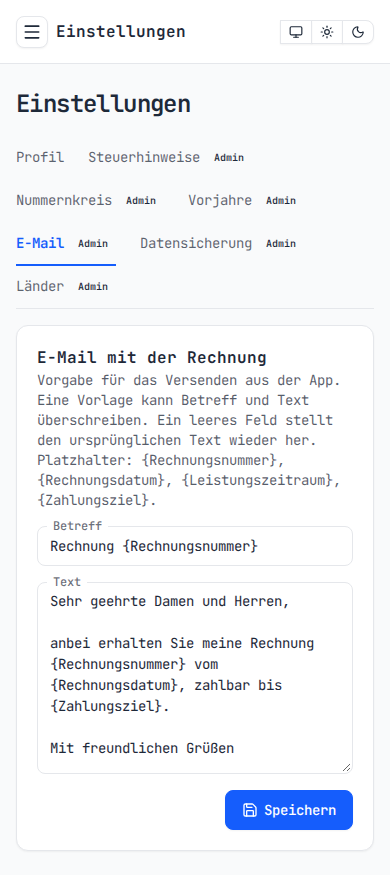 Einstellungen
Einstellungen
Profil Steuerhinweise Admin
Nummernkreis Admin Vorjahre Admin
E-Mail Admin Datensicherung Admin
Länder Admin
E-Mail mit der Rechnung
Vorgabe für das Versenden aus der App.
Eine Vorlage kann Betreff und Text
überschreiben. Ein leeres Feld stellt
den ursprünglichen Text wieder her.
Platzhalter: {Rechnungsnummer},
{Rechnungsdatum}, {Leistungszeitraum},
{Zahlungsziel}.
Betreff
Rechnung {Rechnungsnummer}
Text
Sehr geehrte Damen und Herren,
anbei erhalten Sie meine Rechnung
{Rechnungsnummer} vom
{Rechnungsdatum}, zahlbar bis
{Zahlungsziel}.
Mit freundlichen Grüßen
Speichern